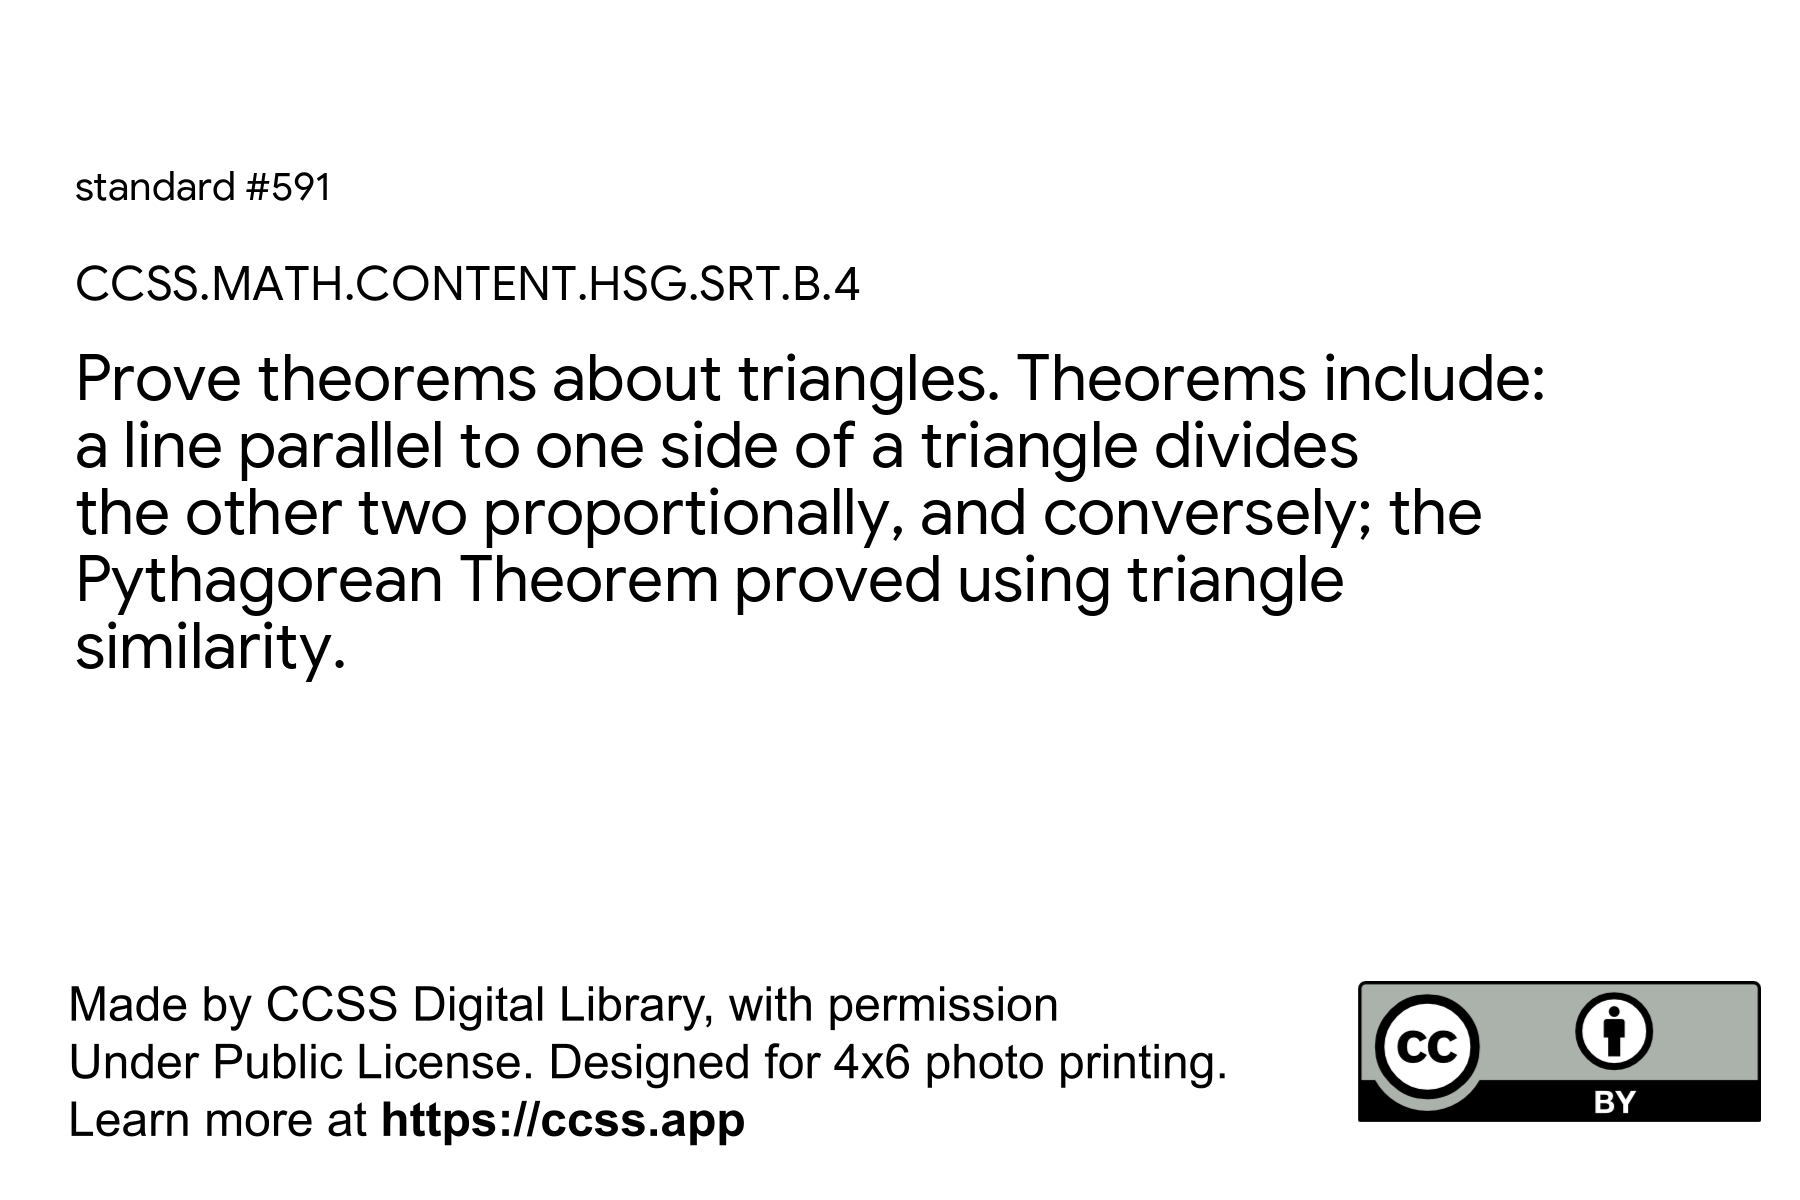 standard #591
CCSS.MATH.CONTENT.HSG.SRT.B.4
Prove theorems about triangles. Theorems include:
a line parallel to one side of a triangle divides
the other two proportionally, and conversely; the
Pythagorean Theorem proved using triangle
similarity.
Made by CCSS Digital Library, with permission
Under Public License. Designed for 4x6 photo printing.
Learn more at https://ccss.app
cc
BY